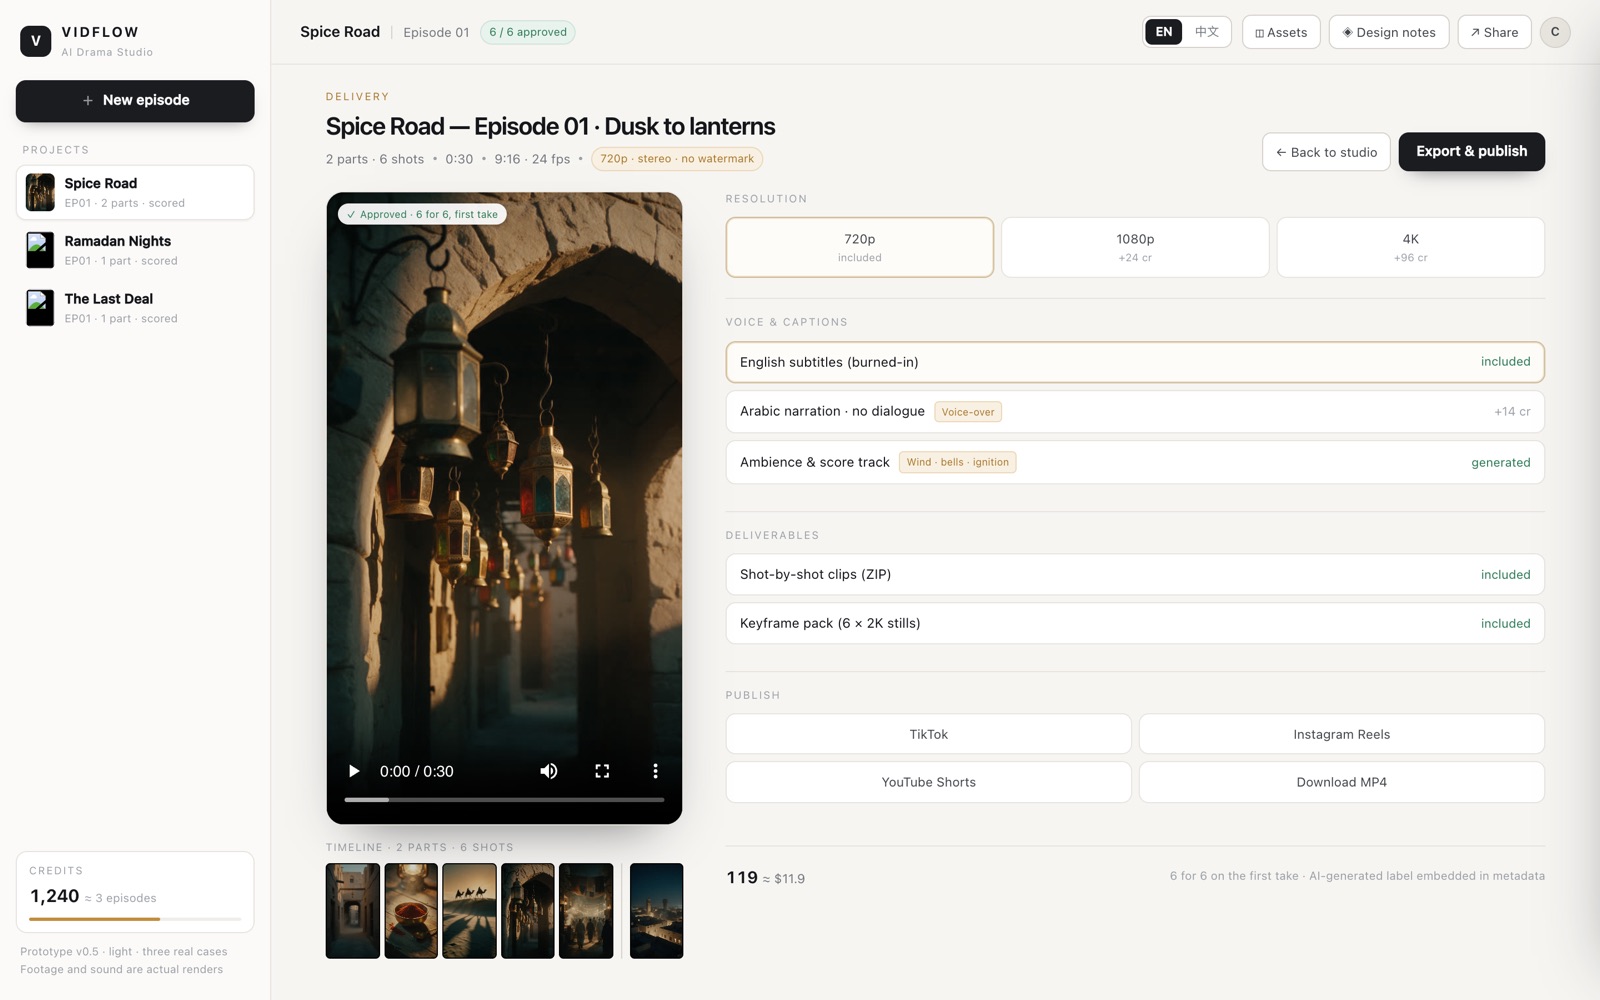 V
VIDFLOW
AI Drama Studio
+ New episode
PROJECTS
Spice Road
EP01 · 2 parts · scored
Ramadan Nights
EP01 · 1 part · scored
The Last Deal
EP01 · 1 part · scored
CREDITS
1,240 ≈ 3 episodes
Prototype v0.5 · light · three real cases
Footage and sound are actual renders
Spice Road Episode 01 6 / 6 approved
EN 中文 Assets Design notes ↗ Share C
DELIVERY
Spice Road — Episode 01 · Dusk to lanterns
2 parts · 6 shots • 0:30 • 9:16 · 24 fps • 720p · stereo · no watermark
← Back to studio Export & publish
✓ Approved · 6 for 6, first take
0:00 / 0:30
TIMELINE · 2 PARTS · 6 SHOTS
RESOLUTION
720p
included
1080p
+24 cr
4K
+96 cr
VOICE & CAPTIONS
English subtitles (burned-in) included
Arabic narration · no dialogue Voice-over +14 cr
Ambience & score track Wind · bells · ignition generated
DELIVERABLES
Shot-by-shot clips (ZIP) included
Keyframe pack (6 × 2K stills) included
PUBLISH
TikTok Instagram Reels
YouTube Shorts Download MP4
119 ≈ $11.9 6 for 6 on the first take · AI-generated label embedded in metadata